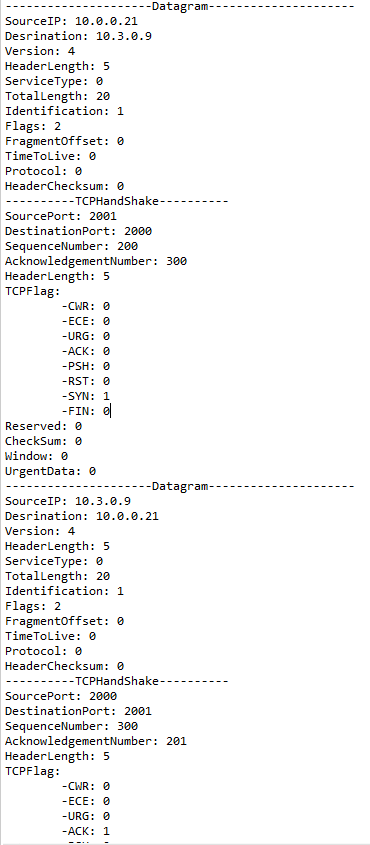 ---------------------Datagram---------------------
SourceIP: 10.0.0.21
Desrination: 10.3.0.9
Version: 4
HeaderLength: 5
ServiceType: 0
TotalLength: 20
Identification: 1
Flags: 2
FragmentOffset: 0
TimeToLive: 0
Protocol: 0
HeaderChecksum: 0
----------TCPHandShake----------
SourcePort: 2001
DestinationPort: 2000
SequenceNumber: 200
AcknowledgementNumber: 300
HeaderLength: 5
TCPFlag:
-CWR: 0
-ECE: 0
-URG: 0
-ACK: 0
-PSH: 0
-RST: 0
-SYN: 1
-FIN: 0
Reserved: 0
CheckSum: 0
Window: 0
UrgentData: 0
---------------------Datagram---------------------
SourceIP: 10.3.0.9
Desrination: 10.0.0.21
Version: 4
HeaderLength: 5
ServiceType: 0
TotalLength: 20
Identification: 1
Flags: 2
FragmentOffset: 0
TimeToLive: 0
Protocol: 0
HeaderChecksum: 0
----------TCPHandShake----------
SourcePort: 2000
DestinationPort: 2001
SequenceNumber: 300
AcknowledgementNumber: 201
HeaderLength: 5
TCPFlag:
-CWR: 0
-ECE: 0
-URG: 0
-ACK: 1